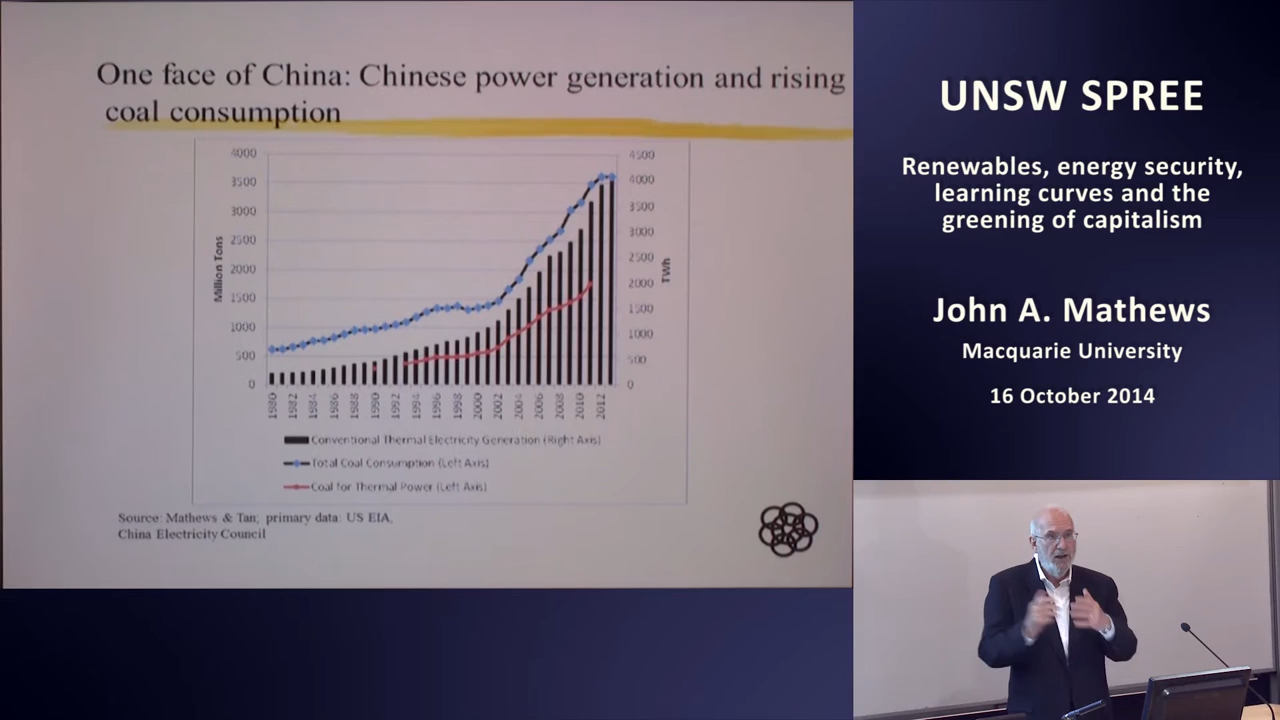 One face of China: Chinese power generation and rising
coal consumption
4000
3500
3000
2500
2000
1500
1000
500
0
Million Tons
4500
4000
3500
3000
2500
2000
1500
1000
500
0
TWh
1980
1982
1984
1986
1988
1990
1992
1994
1996
1998
2000
2002
2004
2006
2008
2010
2012
Conventional Thermal Electricity Generation (Right Axis)
Total Coal Consumption (Left Axis)
Coal for Thermal Power (Left Axis)
Source: Mathews & Tan; primary data: US EIA,
China Electricity Council
UNSW SPREE
Renewables, energy security,
learning curves and the
greening of capitalism
John A. Mathews
Macquarie University
16 October 2014